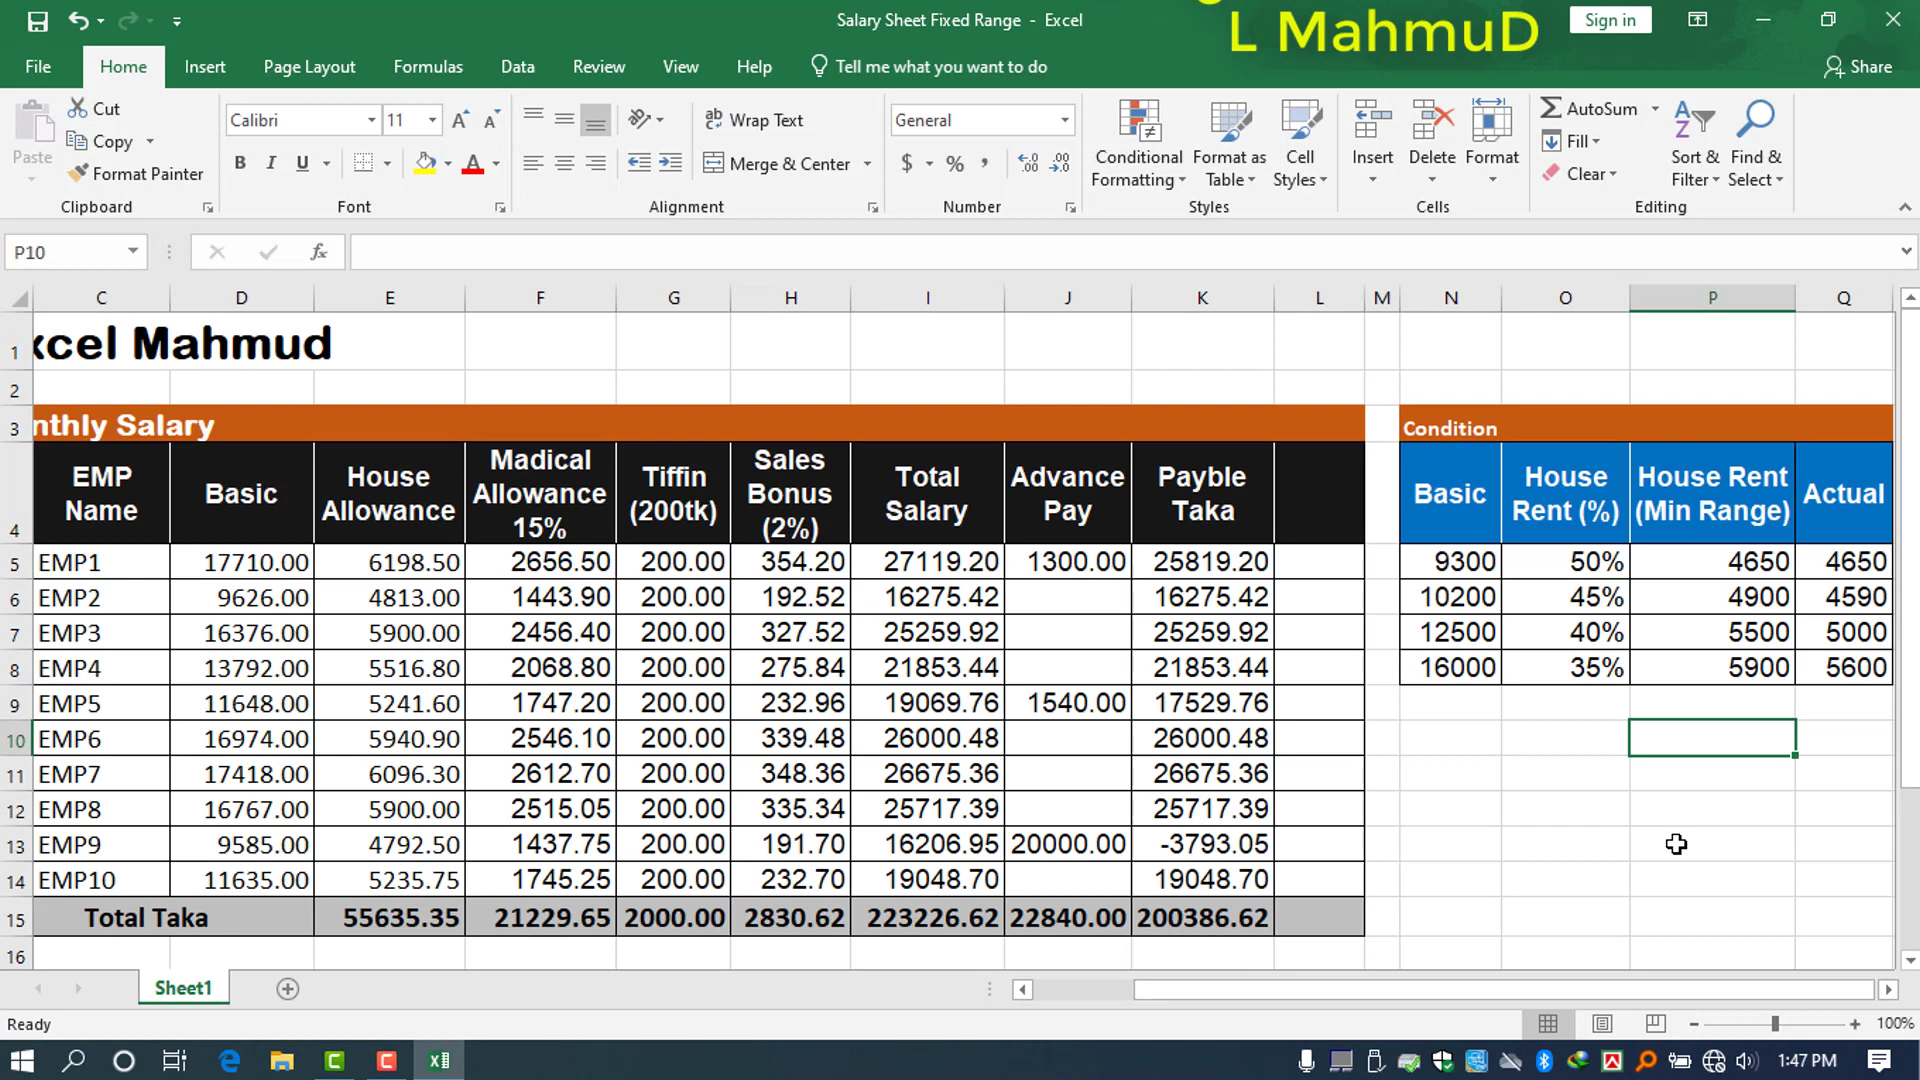 Salary Sheet Fixed Range - Excel
L MahmuD
Sign in
File Home Insert Page Layout Formulas Data Review View Help Tell me what you want to do Share
Paste
Cut
Copy
Format Painter
Clipboard
Calibri 11
B I U
Font
Wrap Text
Merge & Center
Alignment
General
$ % ,
Number
Conditional
Formatting
Format as
Table
Cell
Styles
Styles
Insert
Delete
Format
Cells
AutoSum
Fill
Clear
Sort &
Filter
Find &
Select
Editing
P10
fx
C D E F G H I J K L M N O P Q
1 xcel Mahmud
2
3 nthly Salary Condition
4
EMP
Name
Basic
House
Allowance
Madical
Allowance
15%
Tiffin
(200tk)
Sales
Bonus
(2%)
Total
Salary
Advance
Pay
Payble
Taka
Basic
House
Rent (%)
House Rent
(Min Range)
Actual
5 EMP1 17710.00 6198.50 2656.50 200.00 354.20 27119.20 1300.00 25819.20 9300 50% 4650 4650
6 EMP2 9626.00 4813.00 1443.90 200.00 192.52 16275.42 16275.42 10200 45% 4900 4590
7 EMP3 16376.00 5900.00 2456.40 200.00 327.52 25259.92 25259.92 12500 40% 5500 5000
8 EMP4 13792.00 5516.80 2068.80 200.00 275.84 21853.44 21853.44 16000 35% 5900 5600
9 EMP5 11648.00 5241.60 1747.20 200.00 232.96 19069.76 1540.00 17529.76
10 EMP6 16974.00 5940.90 2546.10 200.00 339.48 26000.48 26000.48
11 EMP7 17418.00 6096.30 2612.70 200.00 348.36 26675.36 26675.36
12 EMP8 16767.00 5900.00 2515.05 200.00 335.34 25717.39 25717.39
13 EMP9 9585.00 4792.50 1437.75 200.00 191.70 16206.95 20000.00 -3793.05
14 EMP10 11635.00 5235.75 1745.25 200.00 232.70 19048.70 19048.70
15 Total Taka 55635.35 21229.65 2000.00 2830.62 223226.62 22840.00 200386.62
16
Sheet1
Ready
100%
1:47 PM